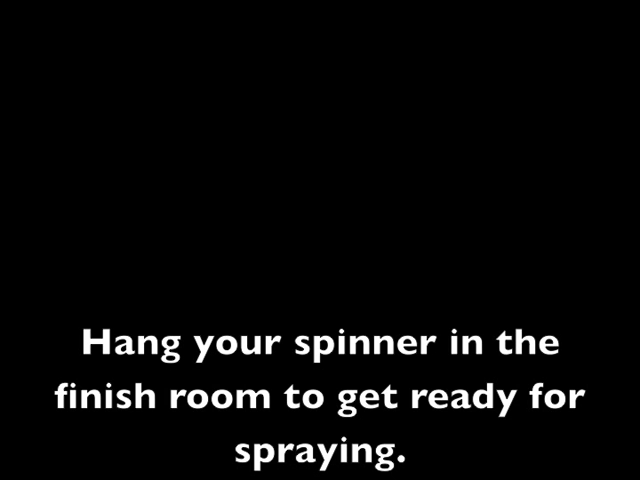 Hang your spinner in the
finish room to get ready for
spraying.